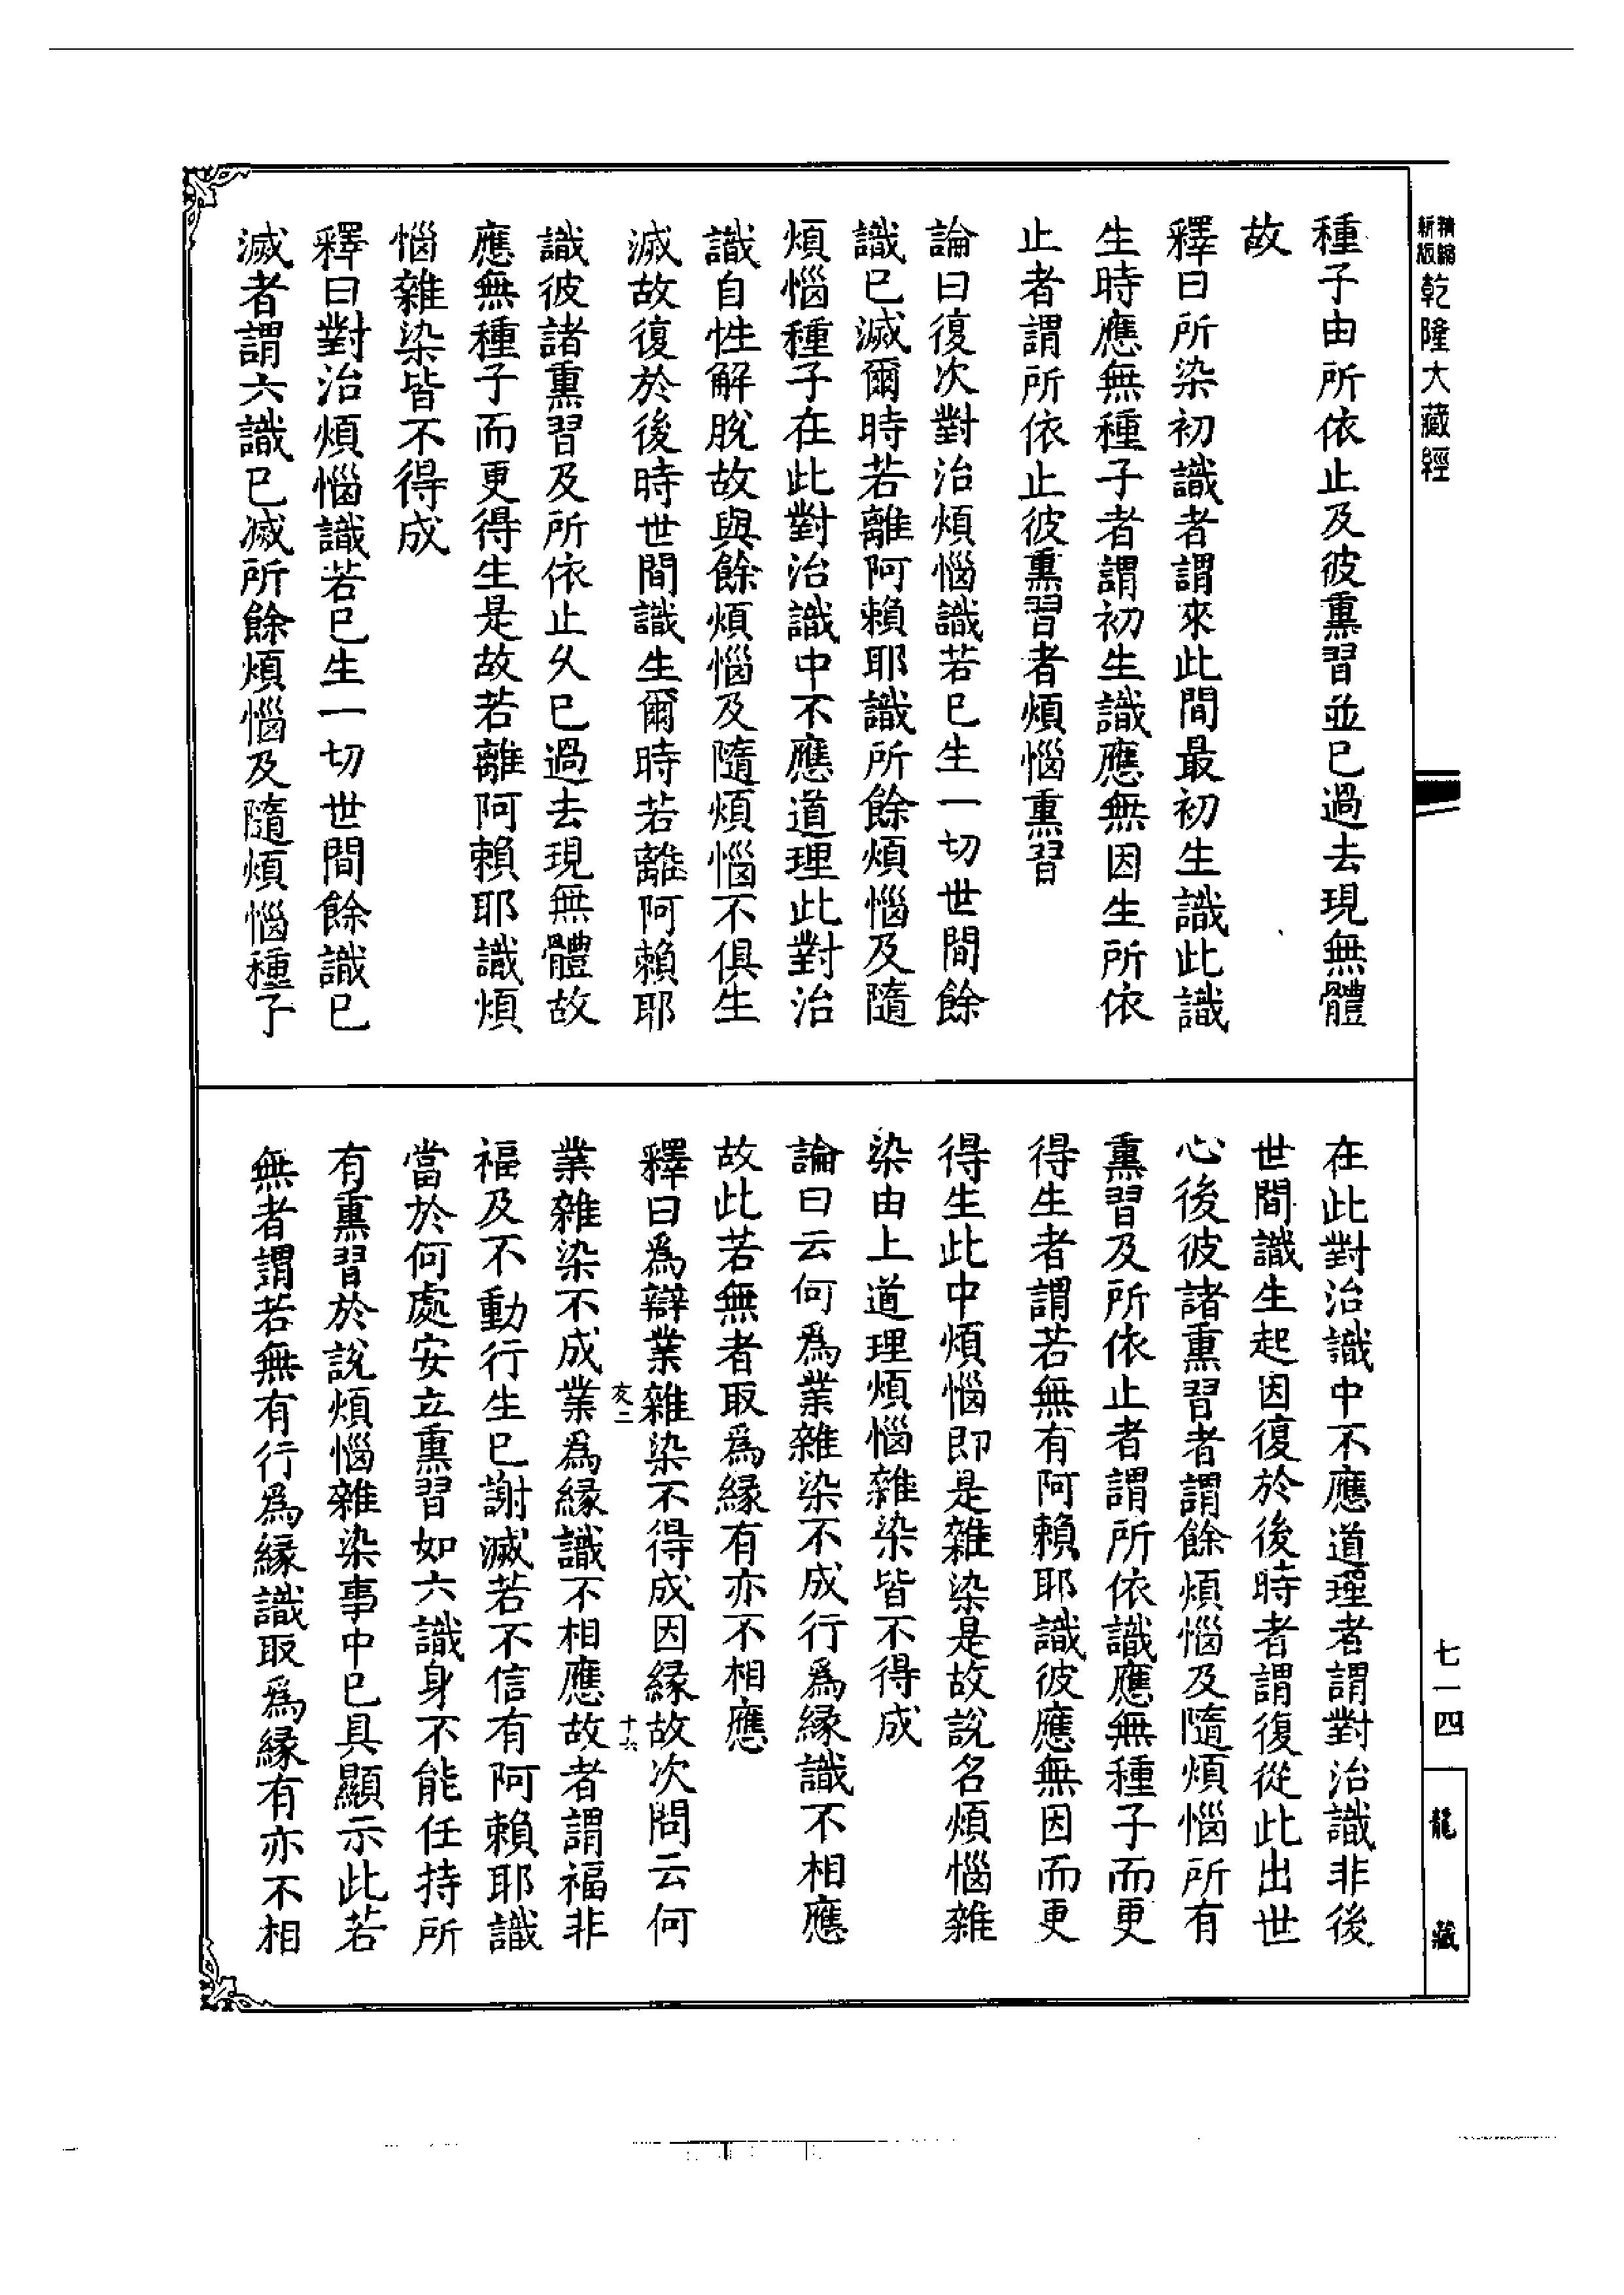 精縮新版乾隆大藏經
種子由所依止及彼熏習並已過去現無體
故
釋曰所染初識者謂來此間最初生識此識
生時應無種子者謂初生識應無因生所依
止者謂所依止彼熏習者煩惱熏習
論曰復次對治煩惱識若已生一切世間餘
識已滅爾時若離阿賴耶識所餘煩惱及隨
煩惱種子在此對治識中不應道理此對治
識自性解脫故與餘煩惱及隨煩惱不俱生
滅故復於後時世間識生爾時若離阿賴耶
識彼諸熏習及所依止久已過去現無體故
應無種子而更得生是故若離阿賴耶識煩
惱雜染皆不得成
釋曰對治煩惱識若已生一切世間餘識已
滅者謂六識已滅所餘煩惱及隨煩惱種子
在此對治識中不應道理者謂對治識非後
世間識生起因復於後時者謂復從此出世
心後彼諸熏習者謂餘煩惱及隨煩惱所有
熏習及所依止者謂所依識應無種子而更
得生者謂若無有阿賴耶識彼應無因而更
得生此中煩惱即是雜染是故說名煩惱雜
染由上道理煩惱雜染皆不得成
論曰云何爲業雜染不成行爲緣識不相應
故此若無者取爲緣有亦不相應
釋曰爲辯業雜染不得成因緣故次問云何
亥二
十六
業雜染不成業爲緣識不相應故者謂福非
福及不動行生已謝滅若不信有阿賴耶識
當於何處安立熏習如六識身不能任持所
有熏習於說煩惱雜染事中已具顯示此若
無者謂若無有行爲緣識取爲緣有亦不相
七一四
龍藏